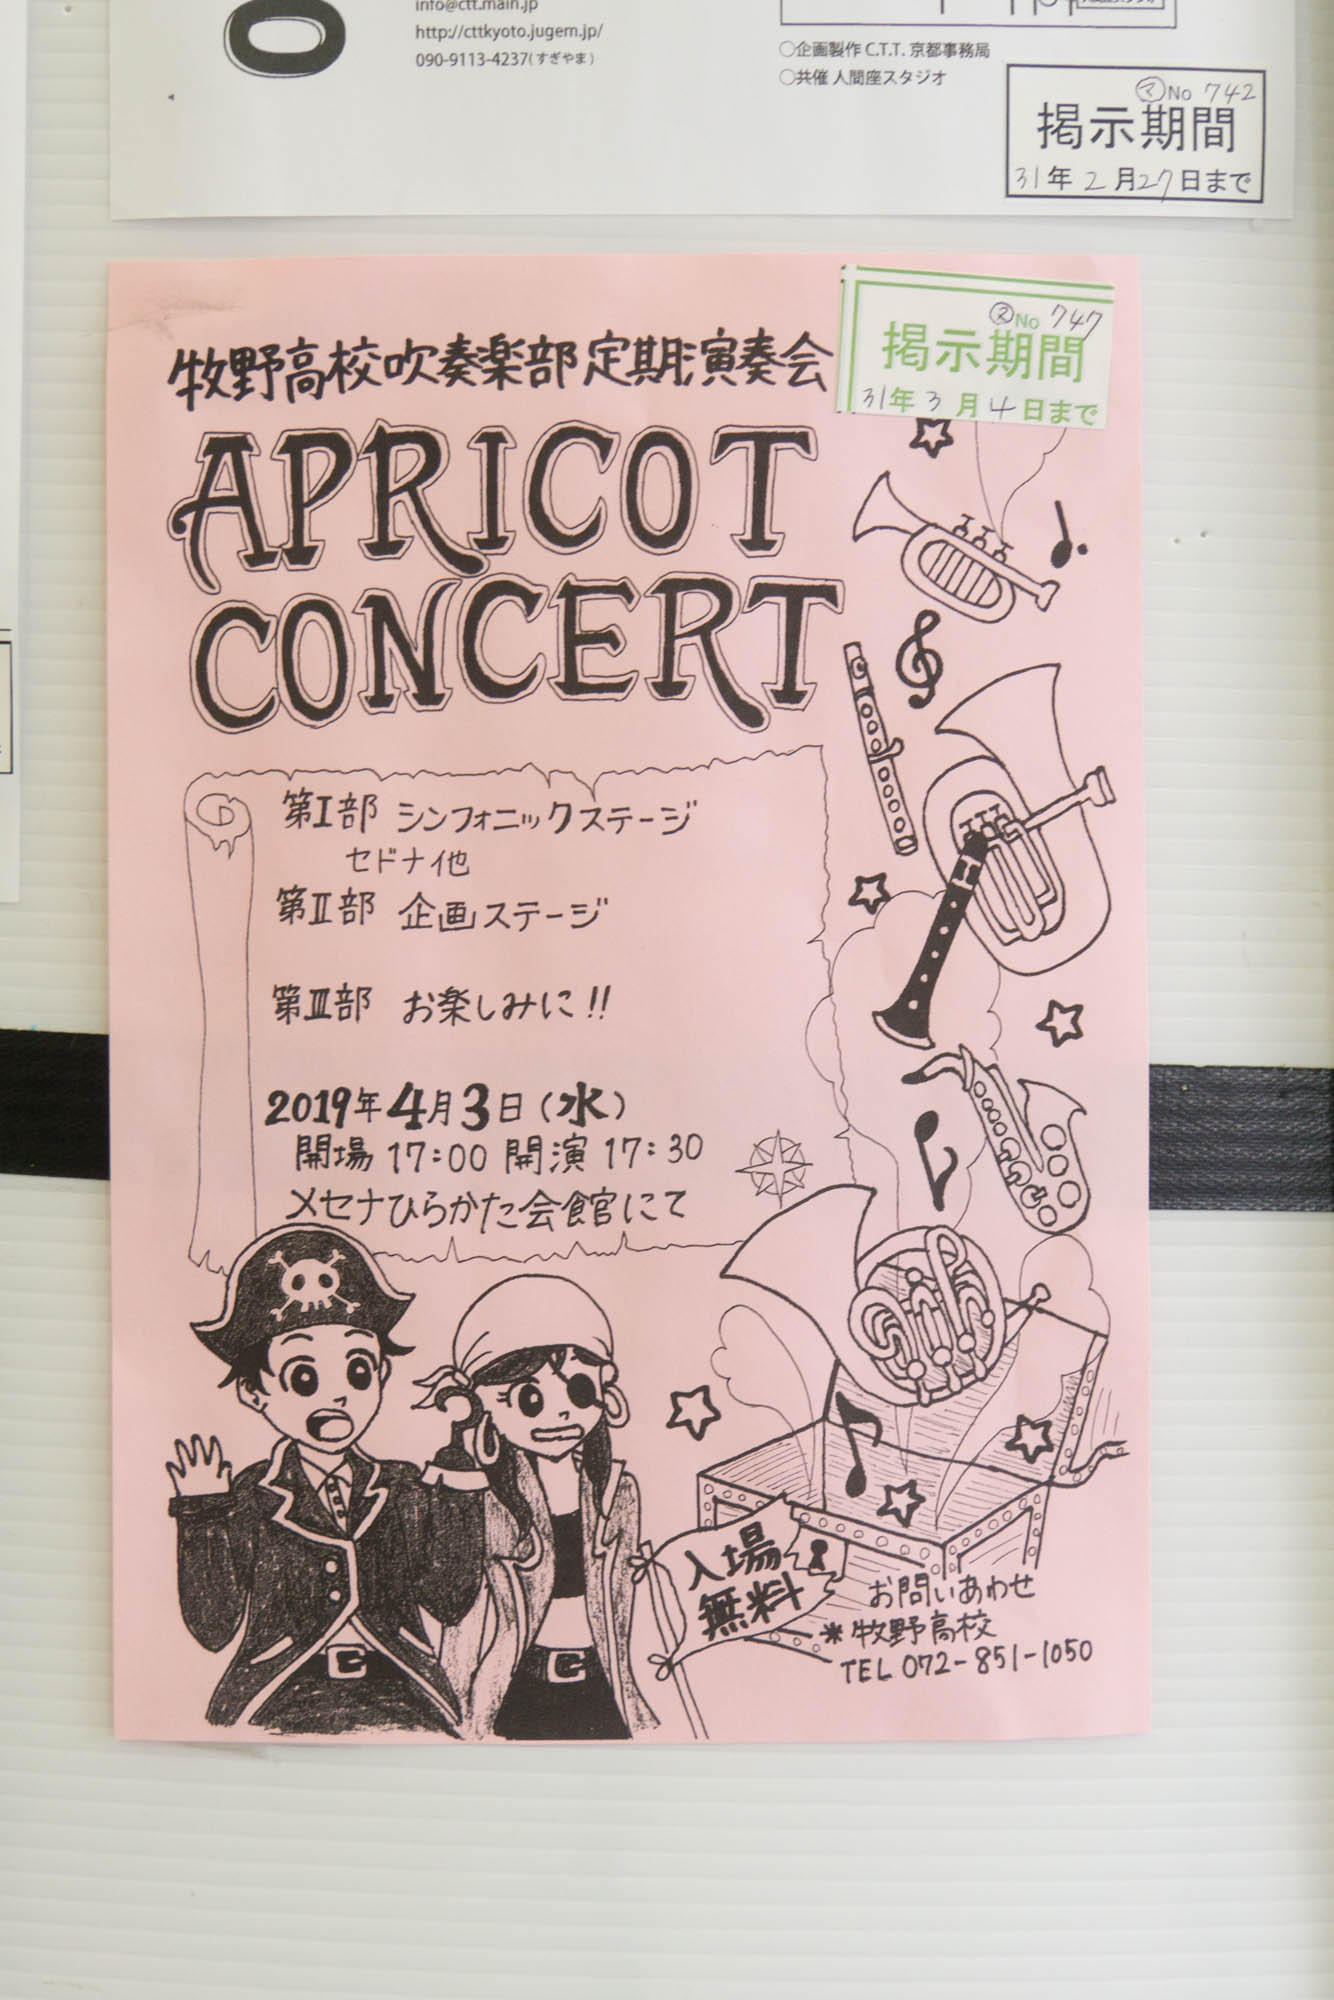 info@ctt.main.jp
http://cttkyoto.jugem.jp/
090-9113-4237(すぎやま)
○企画製作 C.T.T. 京都事務局
○共催 人間座スタジオ
マNo 742
掲示期間
31年 2月27日まで
No 747
掲示期間
31年 3月 4日まで
牧野高校吹奏楽部定期演奏会
APRICOT
CONCERT
第Ⅰ部 シンフォニックステージ
セドナ他
第Ⅱ部 企画ステージ
第Ⅲ部 お楽しみに!!
2019年4月3日(水)
開場 17:00 開演 17:30
メセナひらかた会館にて
入場
無料
お問いあわせ
*牧野高校
TEL 072-851-1050